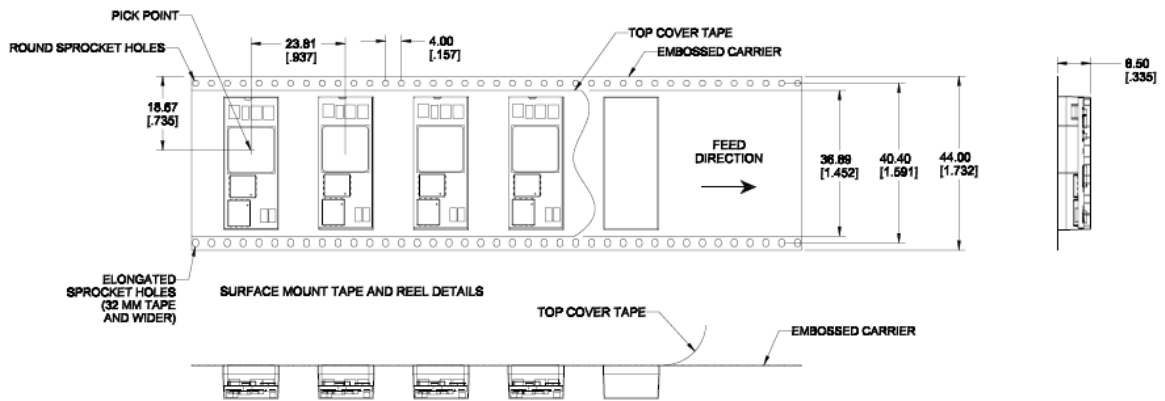 PICK POINT
ROUND SPROCKET HOLES
23.81
[.937]
4.00
[.157]
TOP COVER TAPE
EMBOSSED CARRIER
18.67
[.735]
8.50
[.335]
FEED
DIRECTION
36.89
[1.452]
40.40
[1.591]
44.00
[1.732]
ELONGATED
SPROCKET HOLES
(32 MM TAPE
AND WIDER)
SURFACE MOUNT TAPE AND REEL DETAILS
TOP COVER TAPE
EMBOSSED CARRIER